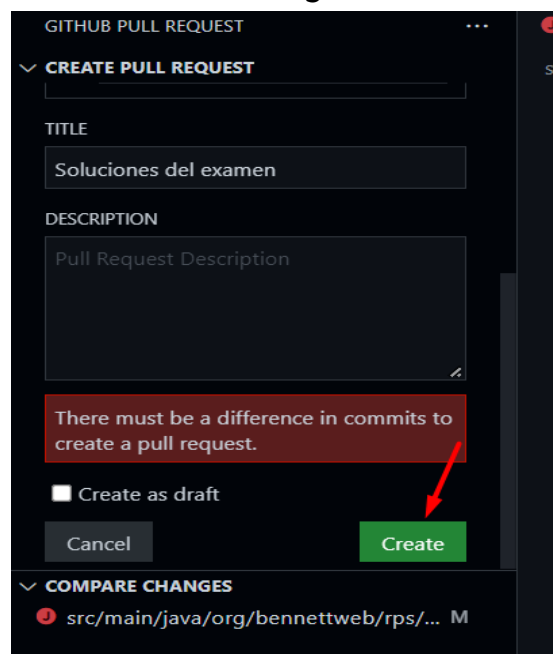 GITHUB PULL REQUEST
CREATE PULL REQUEST
TITLE
Soluciones del examen
DESCRIPTION
Pull Request Description
There must be a difference in commits to
create a pull request.
Create as draft
Cancel Create
COMPARE CHANGES
J src/main/java/org/bennettweb/rps/... M